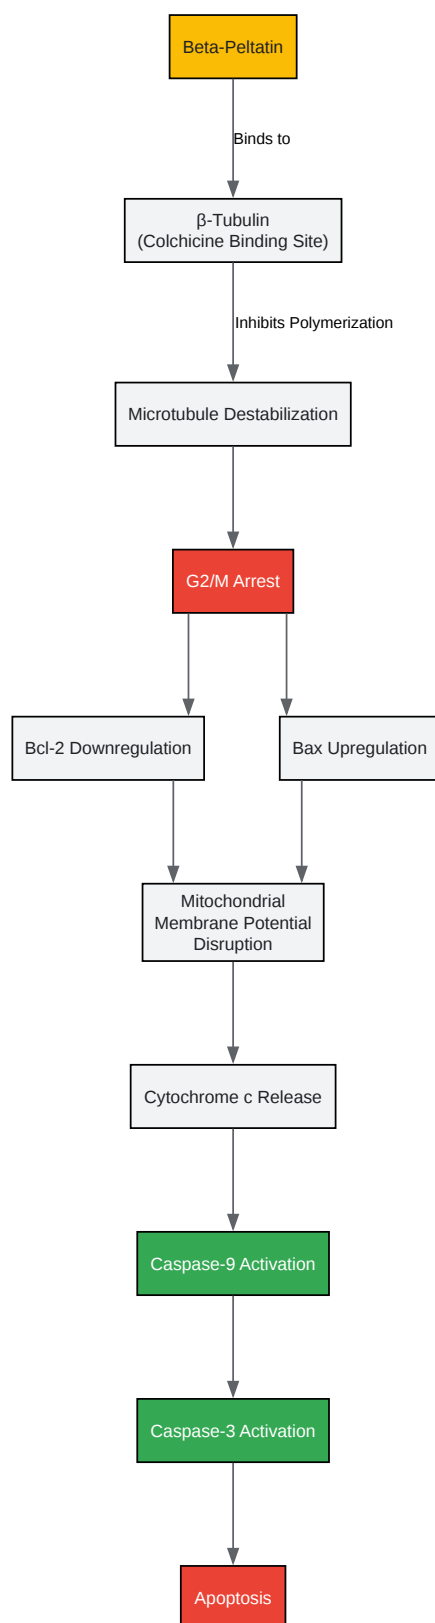 Beta-Peltatin
Binds to
β-Tubulin
(Colchicine Binding Site)
Inhibits Polymerization
Microtubule Destabilization
G2/M Arrest
Bcl-2 Downregulation
Bax Upregulation
Mitochondrial
Membrane Potential
Disruption
Cytochrome c Release
Caspase-9 Activation
Caspase-3 Activation
Apoptosis